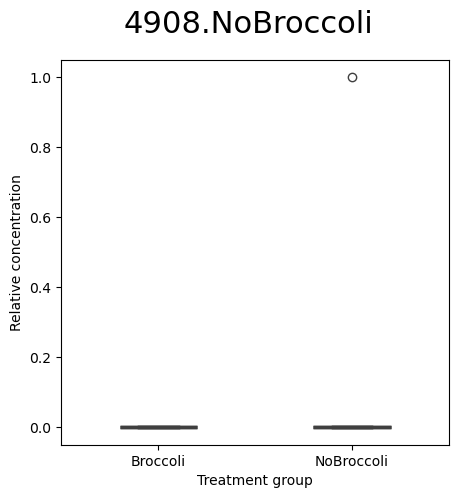 4908.NoBroccoli
Relative concentration
1.0
0.8
0.6
0.4
0.2
0.0
Broccoli
NoBroccoli
Treatment group